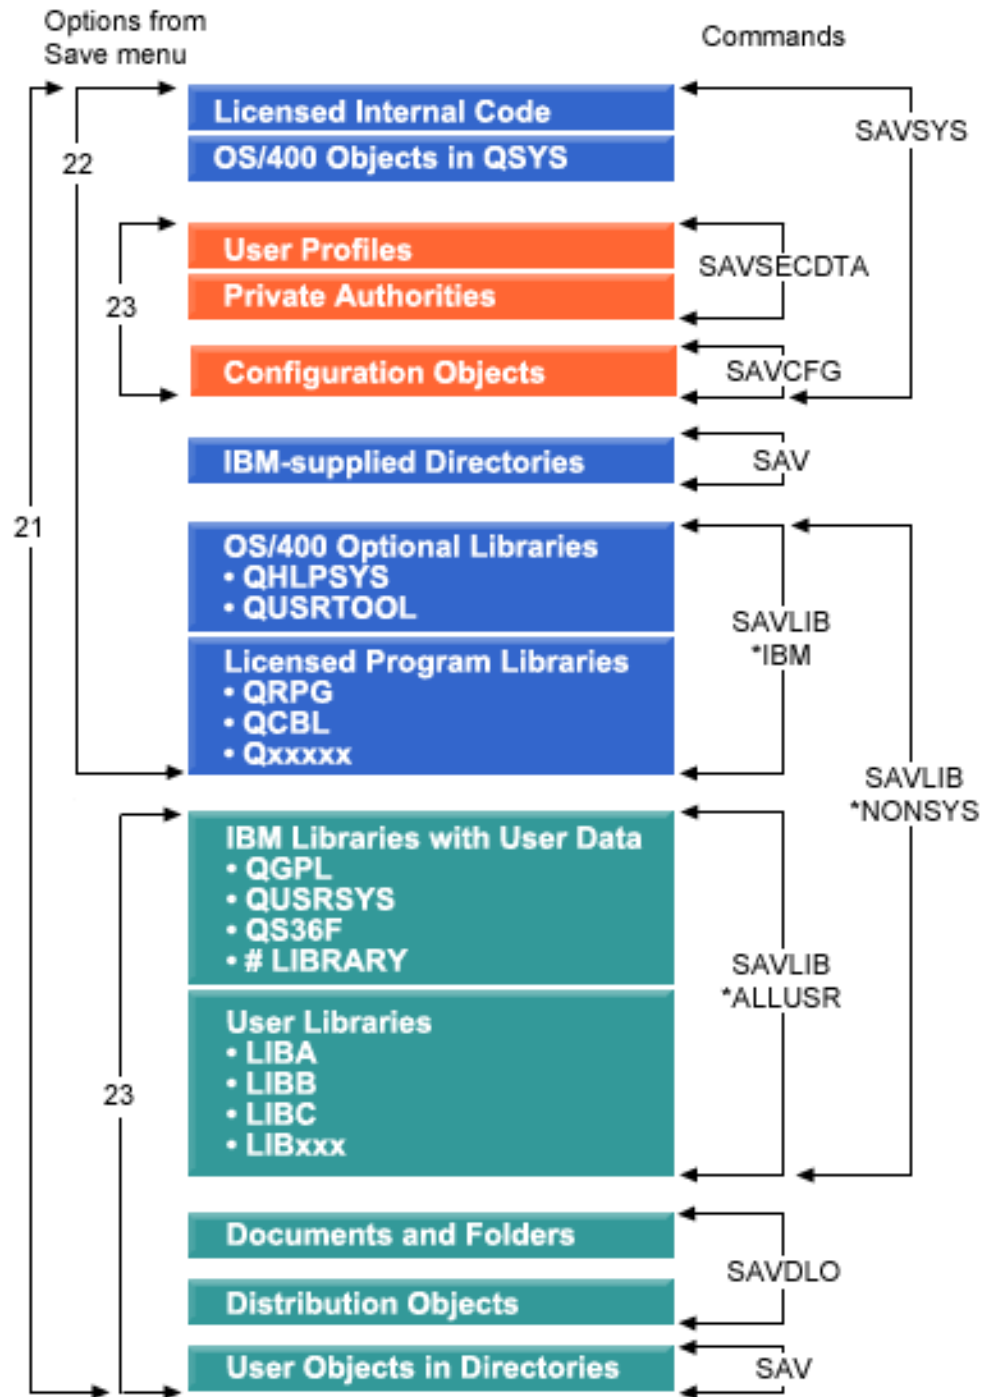 Options from
Save menu
Commands
Licensed Internal Code
SAVSYS
OS/400 Objects in QSYS
22
User Profiles
SAVSECDTA
Private Authorities
23
Configuration Objects
SAVCFG
IBM-supplied Directories
SAV
21
OS/400 Optional Libraries
• QHLPSYS
• QUSRTOOL
SAVLIB
*IBM
Licensed Program Libraries
• QRPG
• QCBL
• Qxxxxx
SAVLIB
*NONSYS
IBM Libraries with User Data
• QGPL
• QUSRSYS
• QS36F
• # LIBRARY
SAVLIB
*ALLUSR
User Libraries
• LIBA
• LIBB
• LIBC
• LIBxxx
23
Documents and Folders
SAVDLO
Distribution Objects
User Objects in Directories
SAV